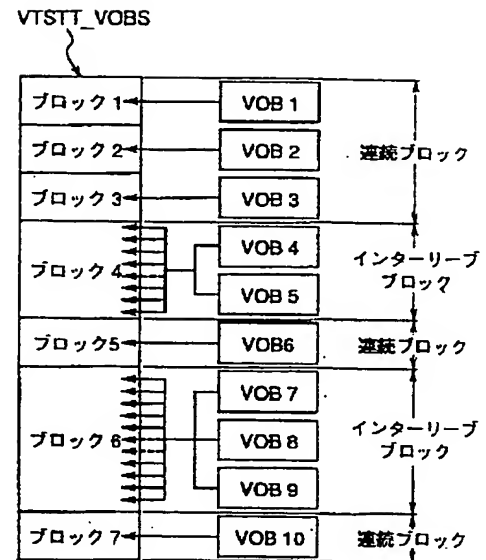 VTSTT_VOBS
ブロック 1
VOB 1
ブロック 2
VOB 2
連続ブロック
ブロック 3
VOB 3
ブロック 4
VOB 4
VOB 5
インターリーブ
ブロック
ブロック5
VOB6
連続ブロック
ブロック 6
VOB 7
VOB 8
VOB 9
インターリーブ
ブロック
ブロック 7
VOB 10
連続ブロック